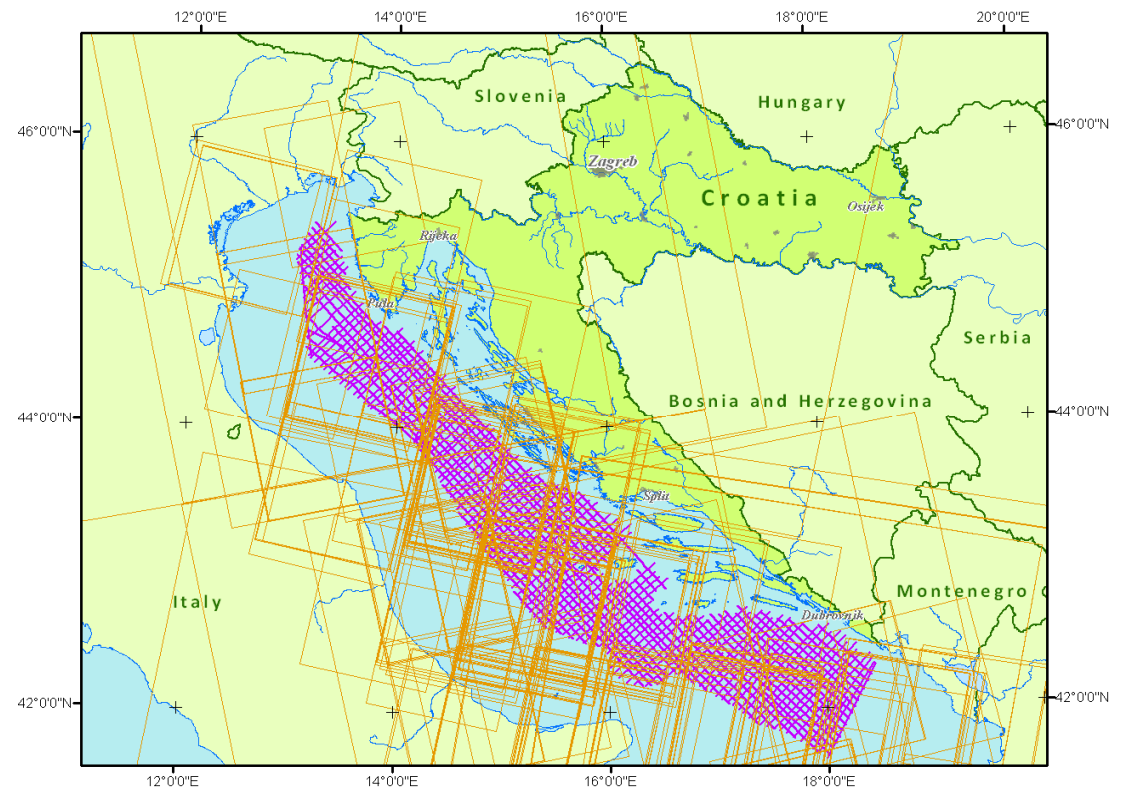 12°0'0"E 14°0'0"E 16°0'0"E 18°0'0"E 20°0'0"E
Slovenia
Hungary
46°0'0"N
46°0'0"N
Zagreb
Croatia
Osijek
Rijeka
Pula
Serbia
Bosnia and Herzegovina
44°0'0"N
44°0'0"N
Split
Italy
Montenegro
Dubrovnik
42°0'0"N
42°0'0"N
12°0'0"E 14°0'0"E 16°0'0"E 18°0'0"E